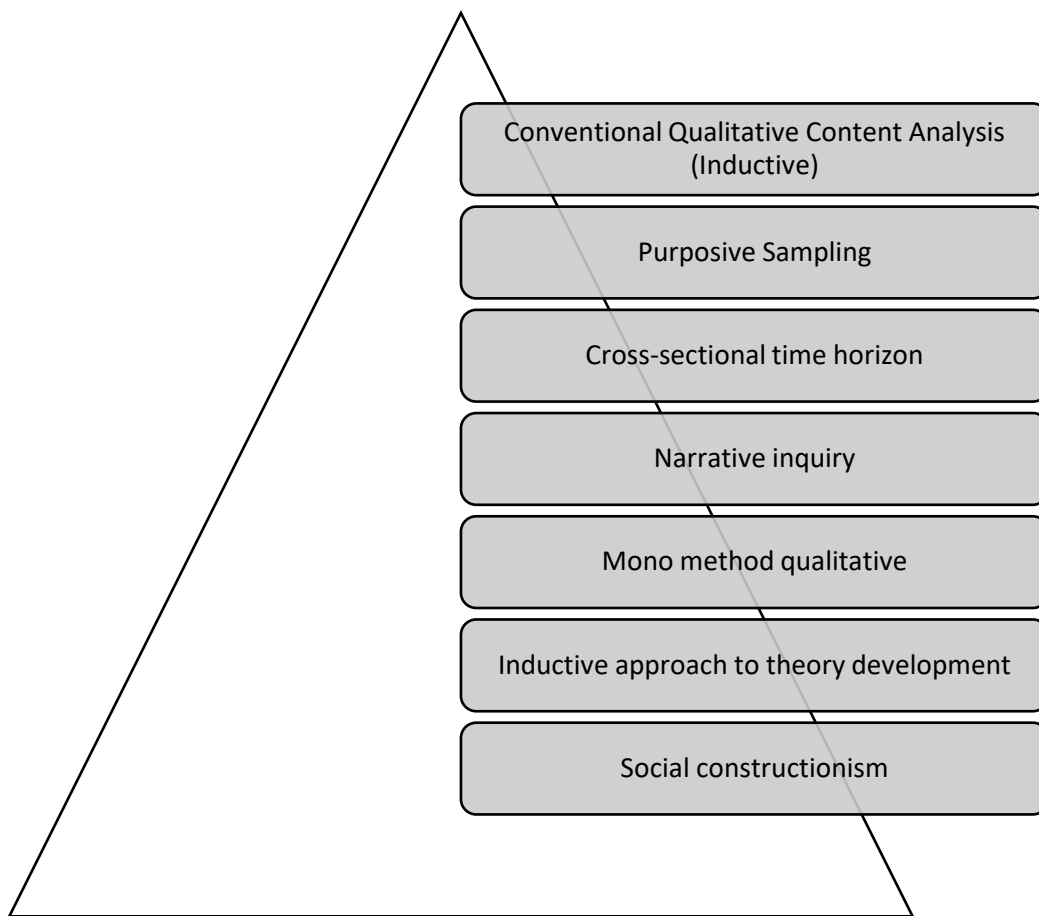 Conventional Qualitative Content Analysis
(Inductive)
Purposive Sampling
Cross-sectional time horizon
Narrative inquiry
Mono method qualitative
Inductive approach to theory development
Social constructionism